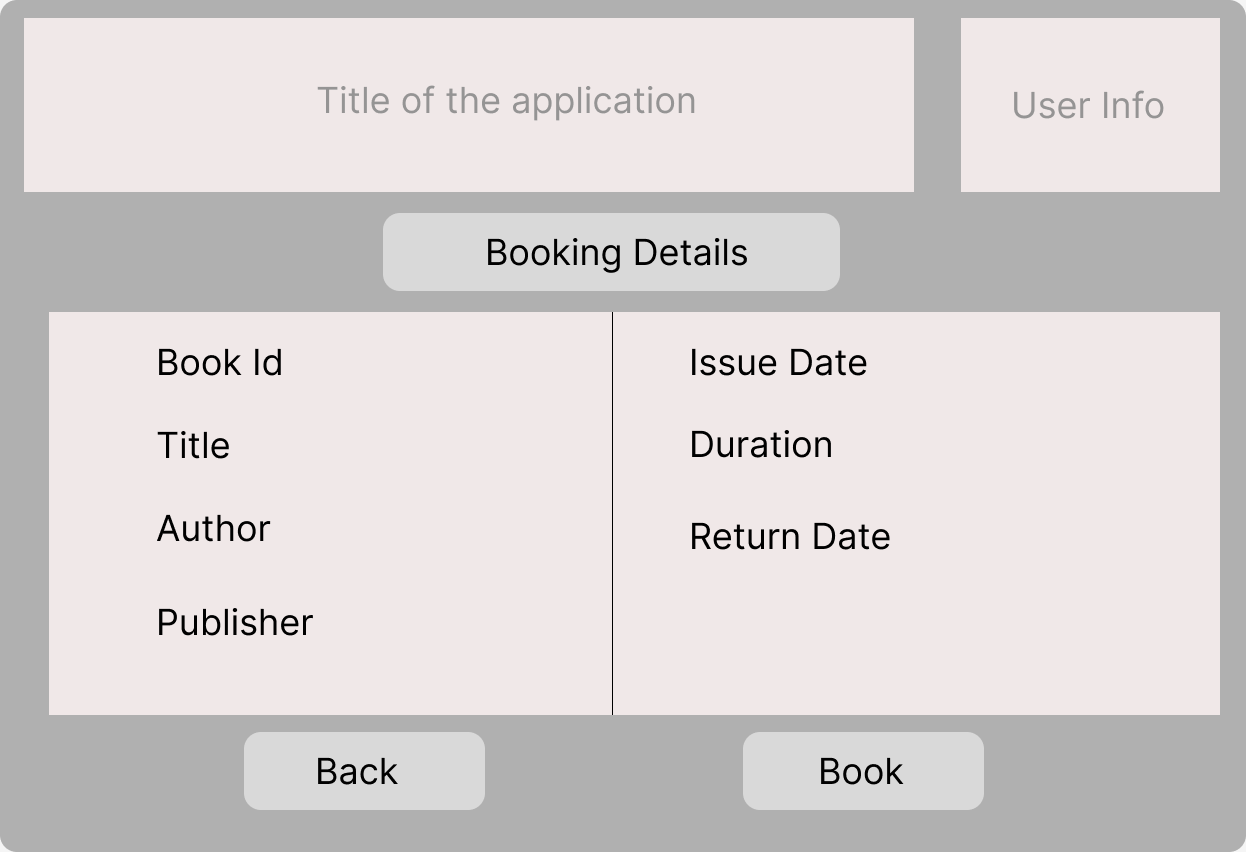 Title of the application
User Info
Booking Details
Book Id
Title
Author
Publisher
Issue Date
Duration
Return Date
Back
Book